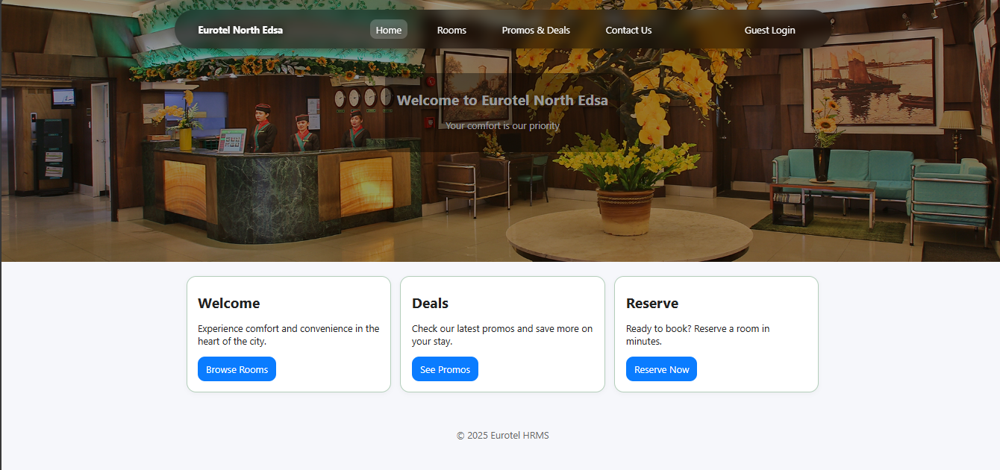 Eurotel North Edsa
Home
Rooms
Promos & Deals
Contact Us
Guest Login
Welcome to Eurotel North Edsa
Your comfort is our priority
Welcome
Experience comfort and convenience in the
heart of the city.
Browse Rooms
Deals
Check our latest promos and save more on
your stay.
See Promos
Reserve
Ready to book? Reserve a room in
minutes.
Reserve Now
© 2025 Eurotel HRMS